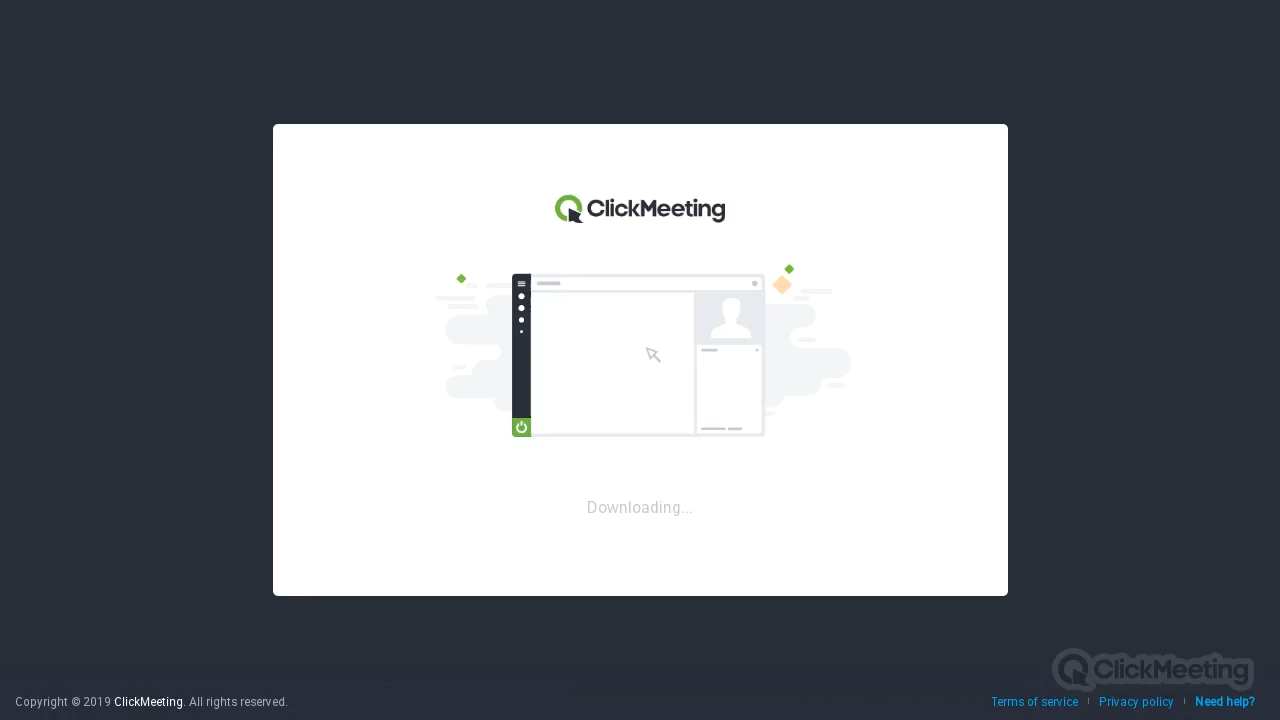 ClickMeeting
Downloading...
ClickMeeting
Copyright © 2019 ClickMeeting. All rights reserved.
Terms of service | Privacy policy | Need help?